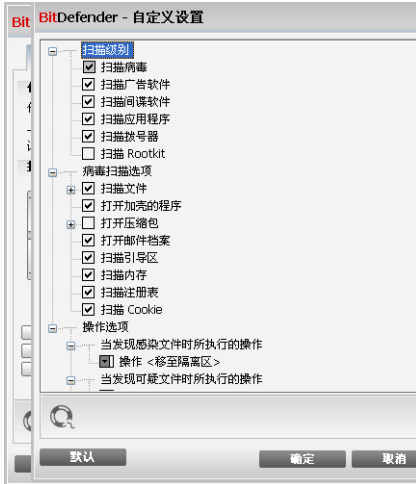 Bit
BitDefender - 自定义设置
扫描级别
扫描病毒
扫描广告软件
扫描间谍软件
扫描应用程序
扫描拨号器
扫描 Rootkit
病毒扫描选项
扫描文件
打开加壳的程序
打开压缩包
打开邮件档案
扫描引导区
扫描内存
扫描注册表
扫描 Cookie
操作选项
当发现感染文件时所执行的操作
操作 <移至隔离区>
当发现可疑文件时所执行的操作
默认 确定 取消